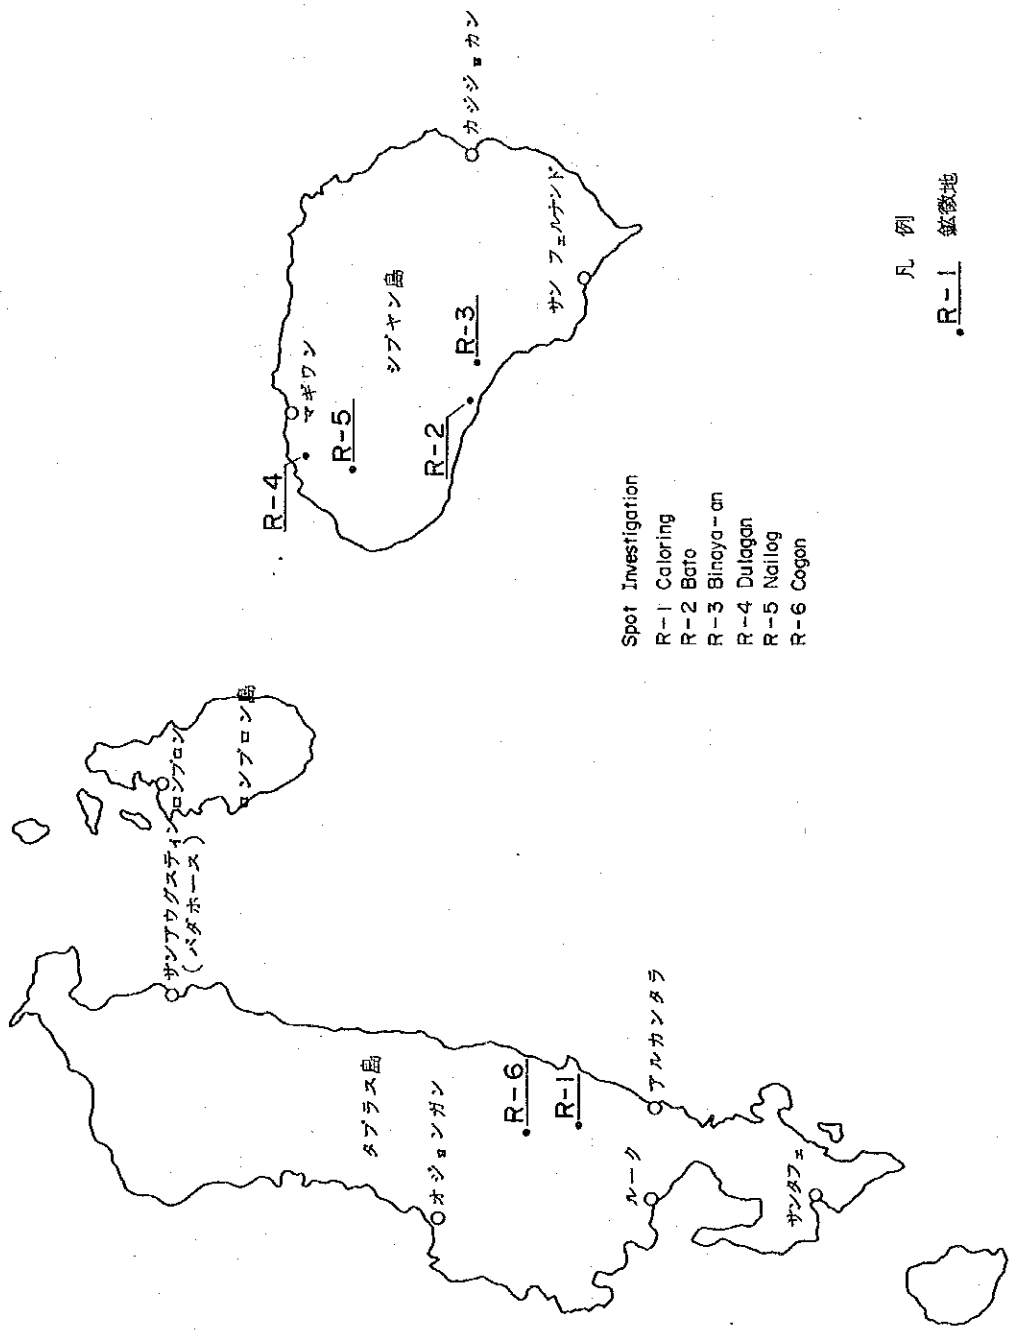 サンアウグスティン
(バダホース)
ロンブロン
ロンブロン島
タブラス島
オジョンガン
R-6
R-1
アルカンタラ
ルーク
サンタフェ
R-4
マギワン
R-5
シブヤン島
R-2
R-3
カジジョカン
サン フェルナンド
Spot Investigation
R-1 Caloring
R-2 Bato
R-3 Binaya-an
R-4 Dulagan
R-5 Nailog
R-6 Cogon
凡 例
R-1 鉱徴地